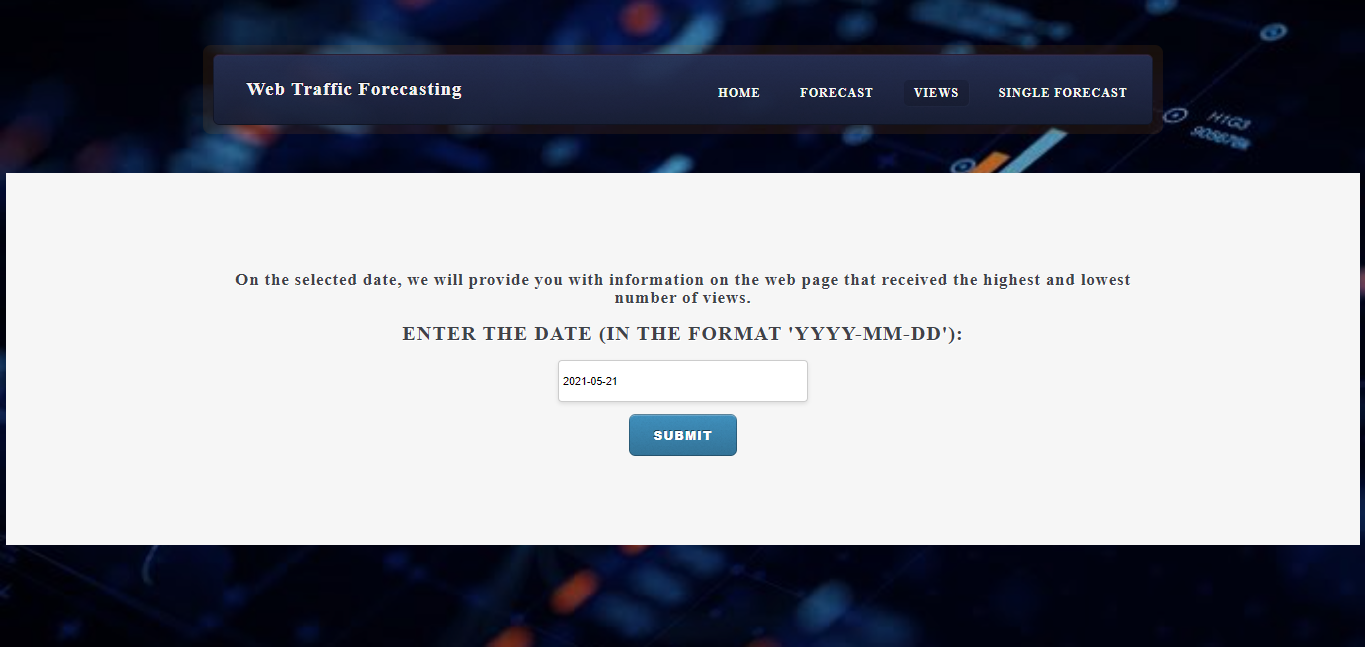 Web Traffic Forecasting
HOME FORECAST VIEWS SINGLE FORECAST
H1G3
On the selected date, we will provide you with information on the web page that received the highest and lowest
number of views.
ENTER THE DATE (IN THE FORMAT 'YYYY-MM-DD'):
2021-05-21
SUBMIT